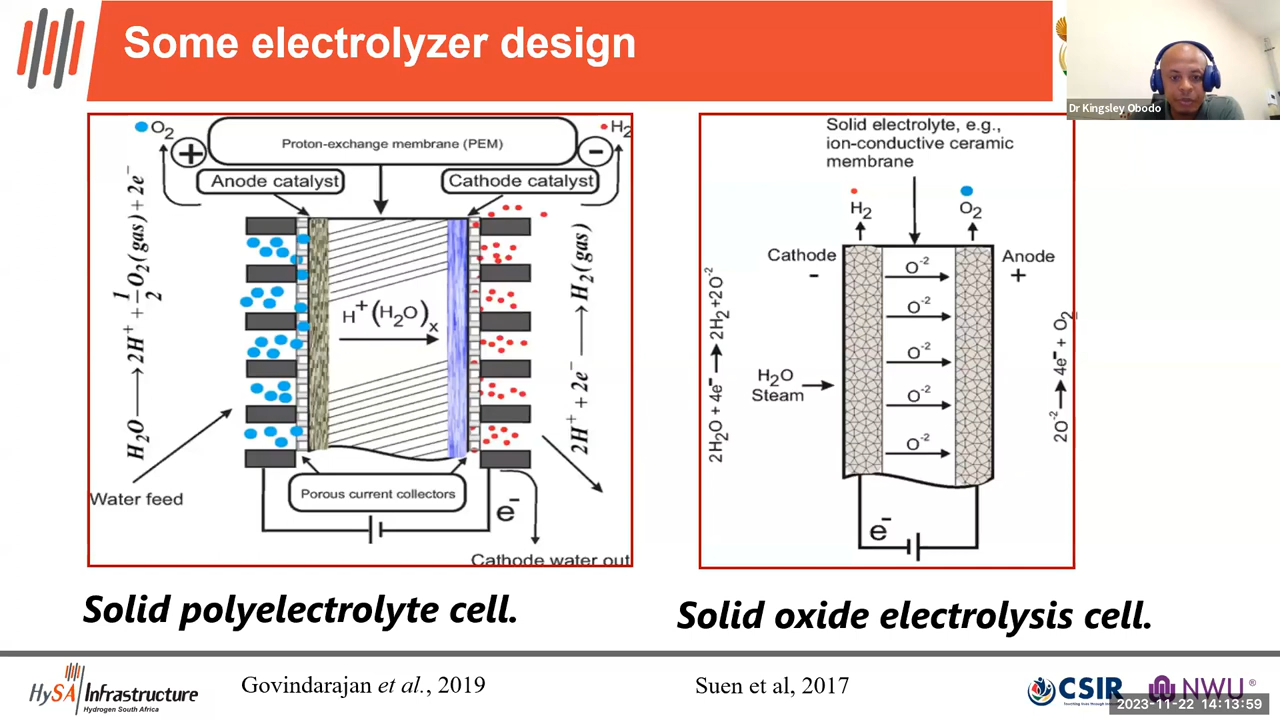 Some electrolyzer design
Dr Kingsley Obodo
O2
H2
Proton-exchange membrane (PEM)
+
-
Anode catalyst
Cathode catalyst
H2O → 2H+ + 1/2 O2(gas) + 2e-
H+(H2O)x
2H+ + 2e- → H2(gas)
Water feed
Porous current collectors
e-
Cathode water out
Solid polyelectrolyte cell.
Solid electrolyte, e.g.,
ion-conductive ceramic
membrane
H2
O2
Cathode
-
Anode
+
O-2
O-2
O-2
O-2
O-2
2H2O + 4e- → 2H2+2O-2
H2O
Steam
2O-2 → 4e- + O2
e-
Solid oxide electrolysis cell.
HySA Infrastructure
Hydrogen South Africa
Govindarajan et al., 2019
Suen et al, 2017
CSIR
NWU®
2023-11-22 14:13:59